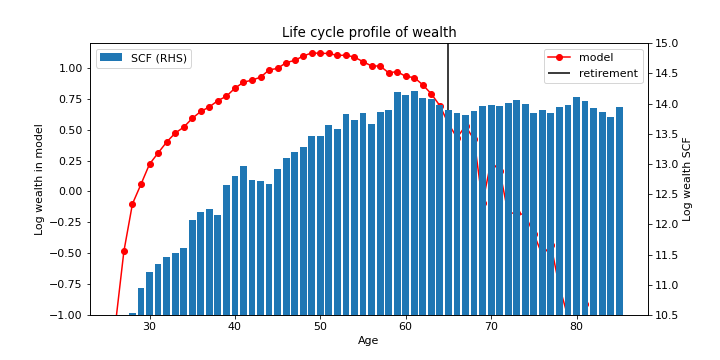 Life cycle profile of wealth
SCF (RHS)
model
retirement
Log wealth in model
1.00
0.75
0.50
0.25
0.00
−0.25
−0.50
−0.75
−1.00
15.0
14.5
14.0
13.5
13.0
12.5
12.0
11.5
11.0
10.5
Log wealth SCF
30 40 50 60 70 80
Age